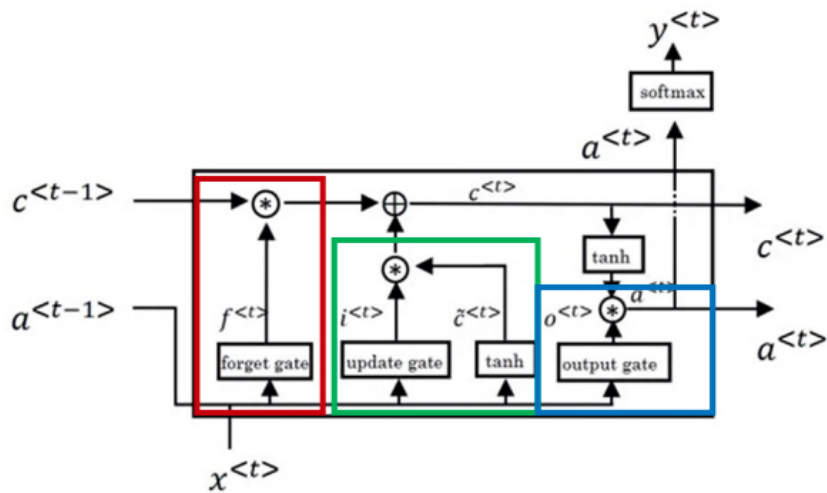 y<t>
softmax
a<t>
c<t-1>
c<t>
c<t>
tanh
a<t-1>
f<t>
i<t>
c̃<t>
o<t>
a<t>
a<t>
forget gate
update gate
tanh
output gate
x<t>